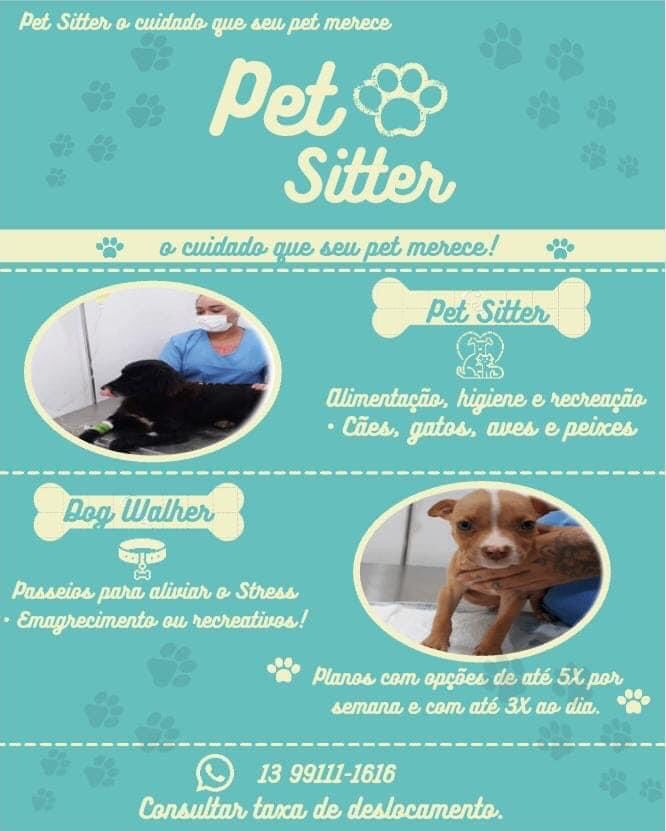 Pet Sitter o cuidado que seu pet merece
Pet
Sitter
o cuidado que seu pet merece!
Pet Sitter
Alimentação, higiene e recreação
• Cães, gatos, aves e peixes
Dog Walher
Passeios para aliviar o Stress
• Emagrecimento ou recreativos!
Planos com opções de até 5X por
semana e com até 3X ao dia.
13 99111-1616
Consultar taxa de deslocamento.